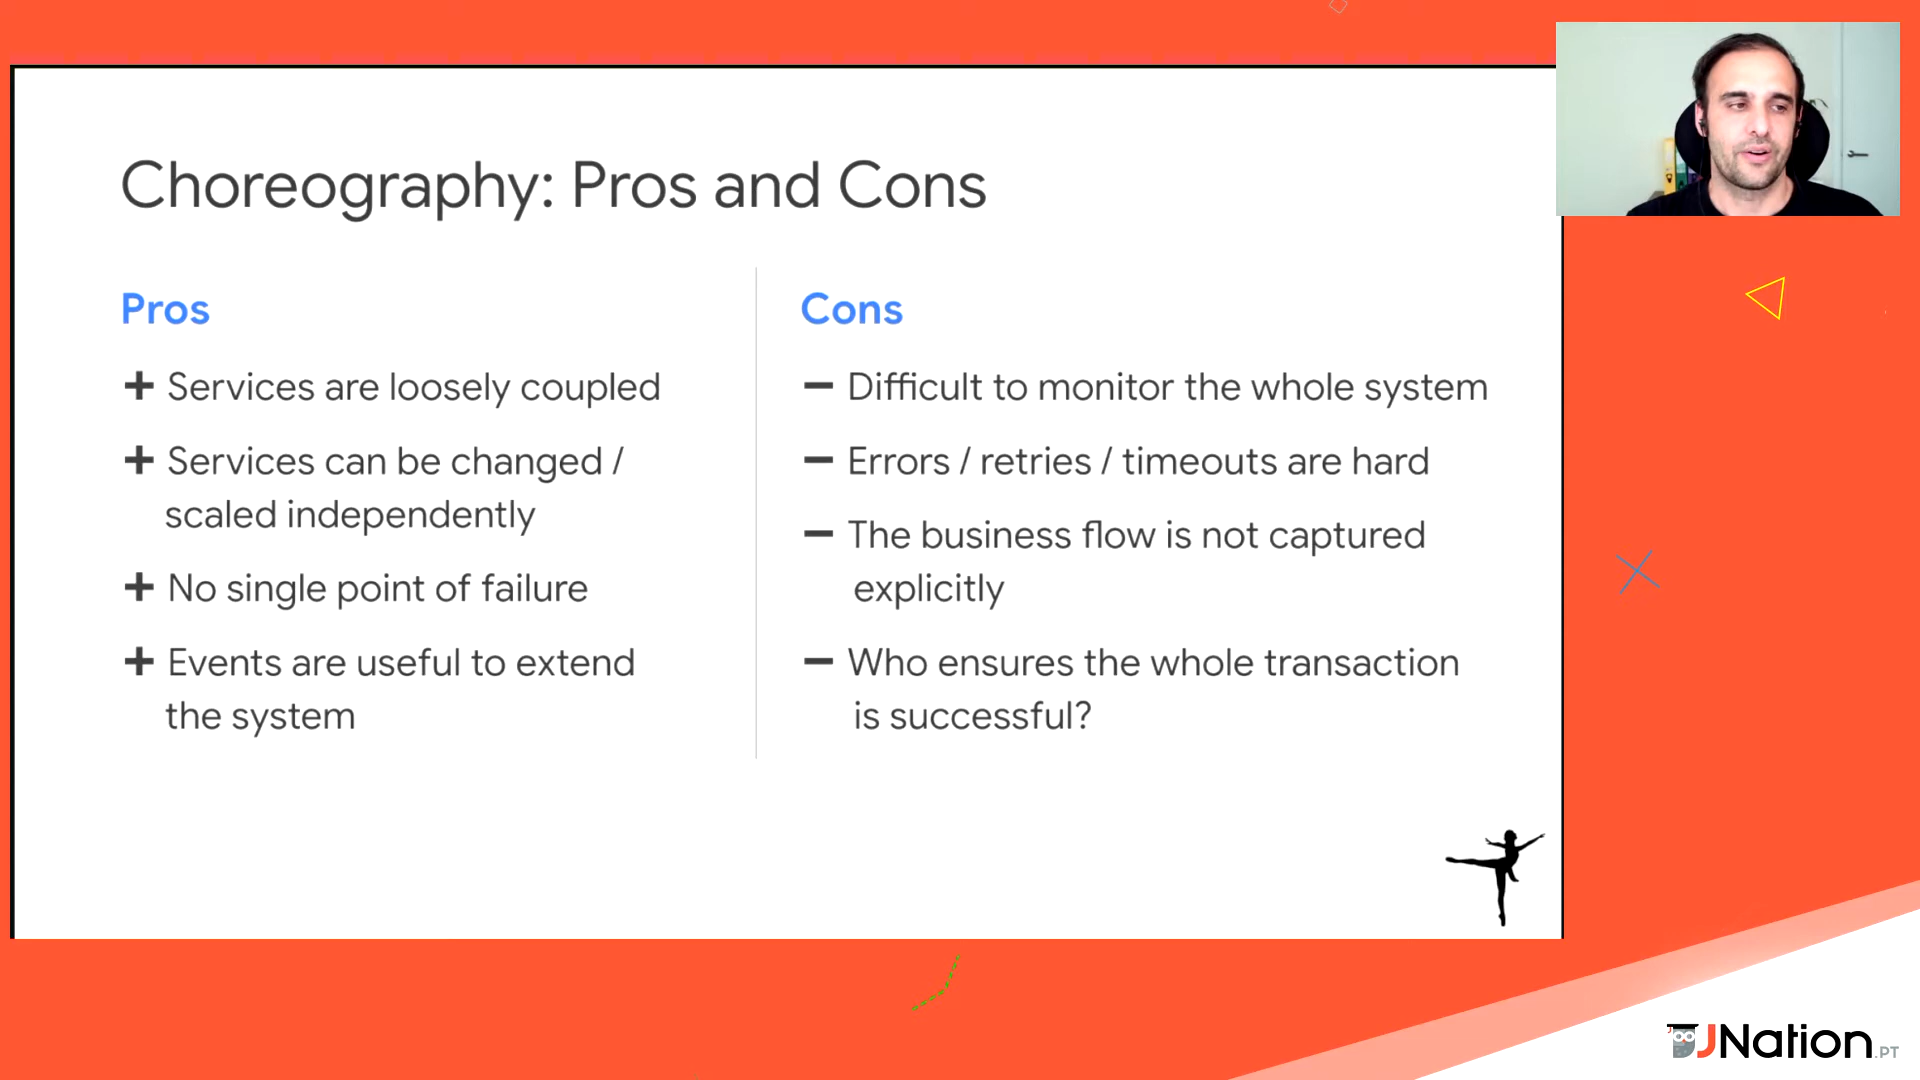 Choreography: Pros and Cons
Pros
+ Services are loosely coupled
+ Services can be changed /
scaled independently
+ No single point of failure
+ Events are useful to extend
the system
Cons
− Difficult to monitor the whole system
− Errors / retries / timeouts are hard
− The business flow is not captured
explicitly
− Who ensures the whole transaction
is successful?
JNation.PT